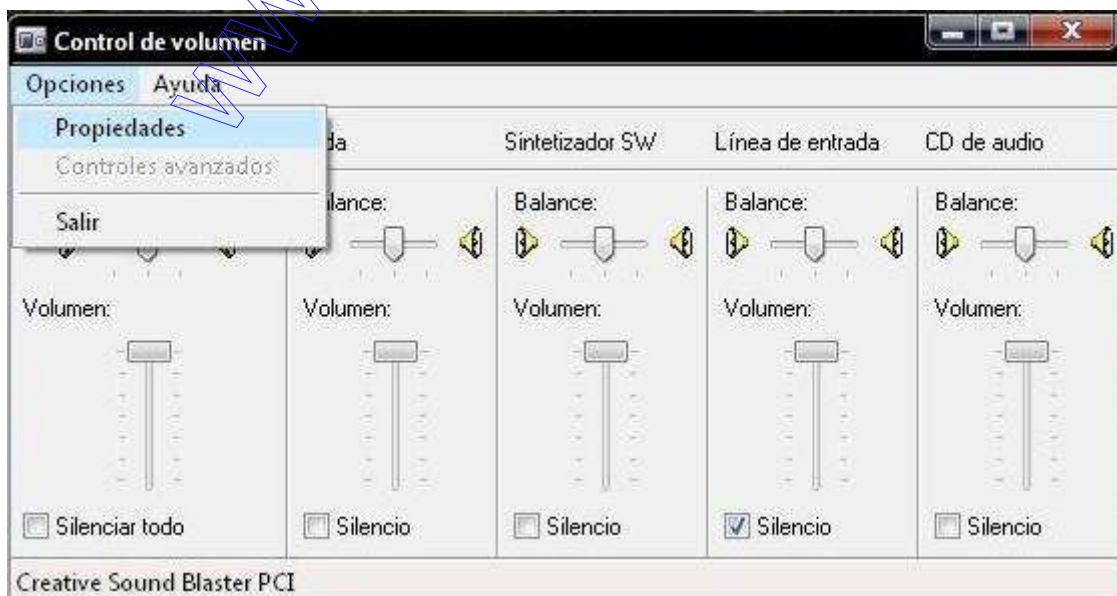 Control de volumen
Opciones Ayuda
Propiedades
Controles avanzados
Salir
Sintetizador SW Línea de entrada CD de audio
Balance: Balance: Balance:
Volumen: Volumen: Volumen: Volumen: Volumen:
Silenciar todo Silencio Silencio Silencio Silencio
Creative Sound Blaster PCI